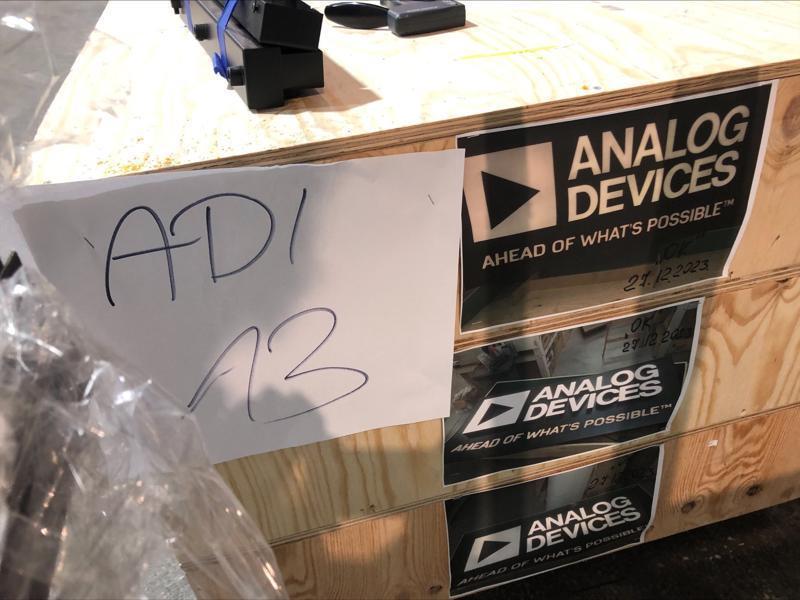 ADI
A3
ANALOG
DEVICES
AHEAD OF WHAT'S POSSIBLE™
"OK"
27.12.2023.
OK
27.12.2023
ANALOG
DEVICES
AHEAD OF WHAT'S POSSIBLE™
ANALOG
DEVICES
AHEAD OF WHAT'S POSSIBLE